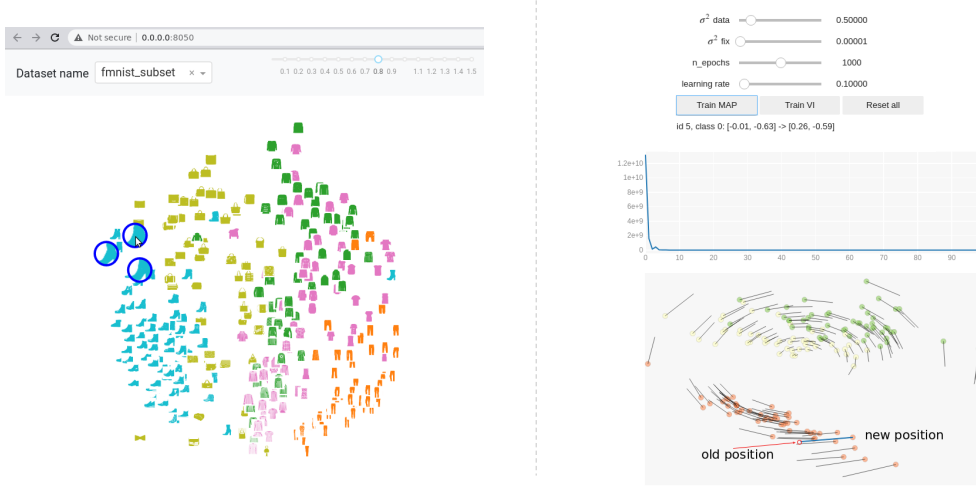 Not secure | 0.0.0.0:8050
Dataset name fmnist_subset × 
0.1 0.2 0.3 0.4 0.5 0.6 0.7 0.8 0.9 1.1 1.2 1.3 1.4 1.5
σ² data 0.50000
σ² fix 0.00001
n_epochs 1000
learning rate 0.10000
Train MAP Train VI Reset all
id 5, class 0: [-0.01, -0.63] -> [0.26, -0.59]
1.2e+10
1e+10
8e+9
6e+9
4e+9
2e+9
0
0 10 20 30 40 50 60 70 80 90
new position
old position